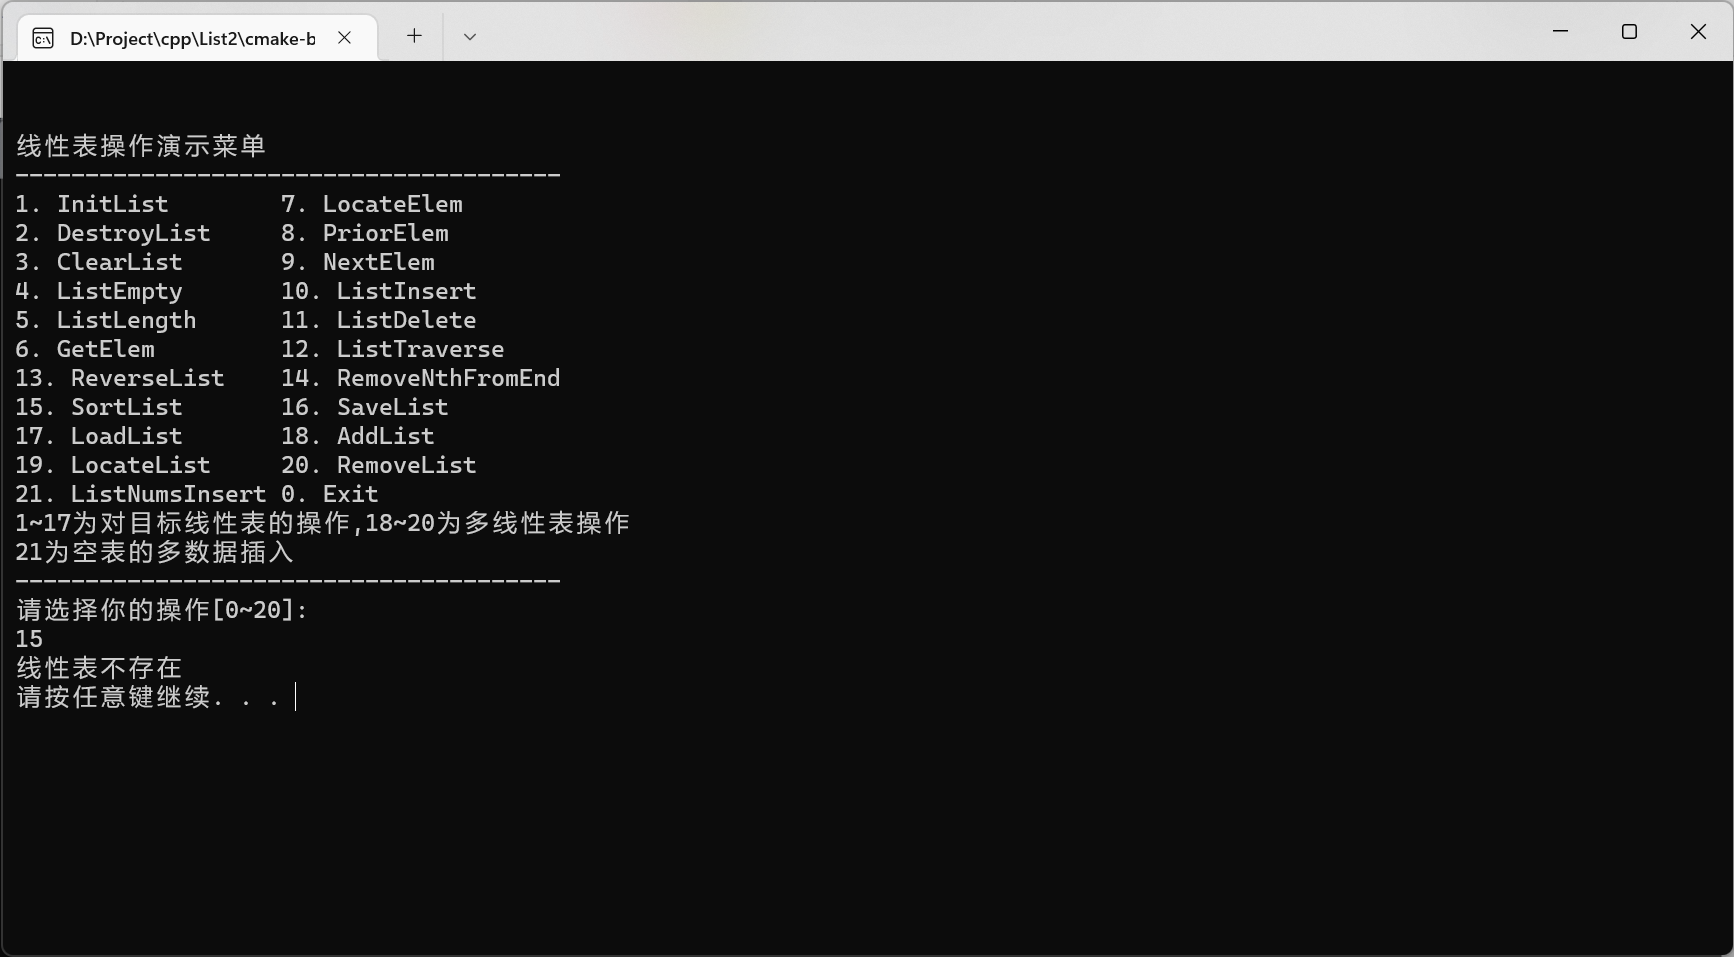 D:\Project\cpp\List2\cmake-b
线性表操作演示菜单
---------------------------------------
1. InitList        7. LocateElem
2. DestroyList     8. PriorElem
3. ClearList       9. NextElem
4. ListEmpty       10. ListInsert
5. ListLength      11. ListDelete
6. GetElem         12. ListTraverse
13. ReverseList    14. RemoveNthFromEnd
15. SortList       16. SaveList
17. LoadList       18. AddList
19. LocateList     20. RemoveList
21. ListNumsInsert 0. Exit
1~17为对目标线性表的操作,18~20为多线性表操作
21为空表的多数据插入
---------------------------------------
请选择你的操作[0~20]:
15
线性表不存在
请按任意键继续. . .